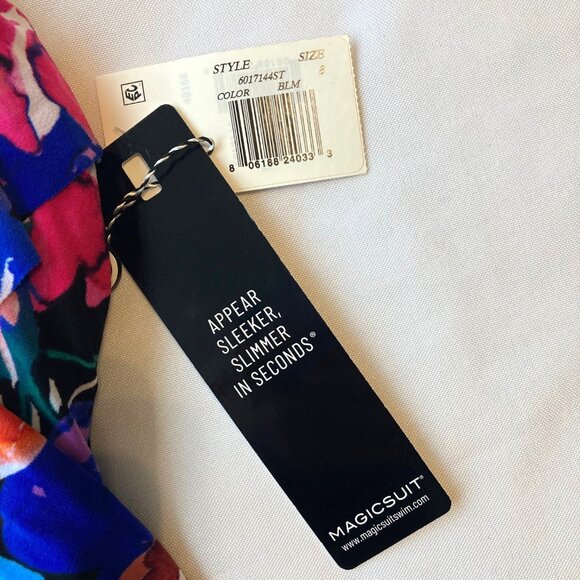 STYLE SIZE
6017144ST 8
COLOR BLM
8 06188 24033 3
APPEAR
SLEEKER,
SLIMMER
IN SECONDS®
MAGICSUIT®
www.magicsuitswim.com